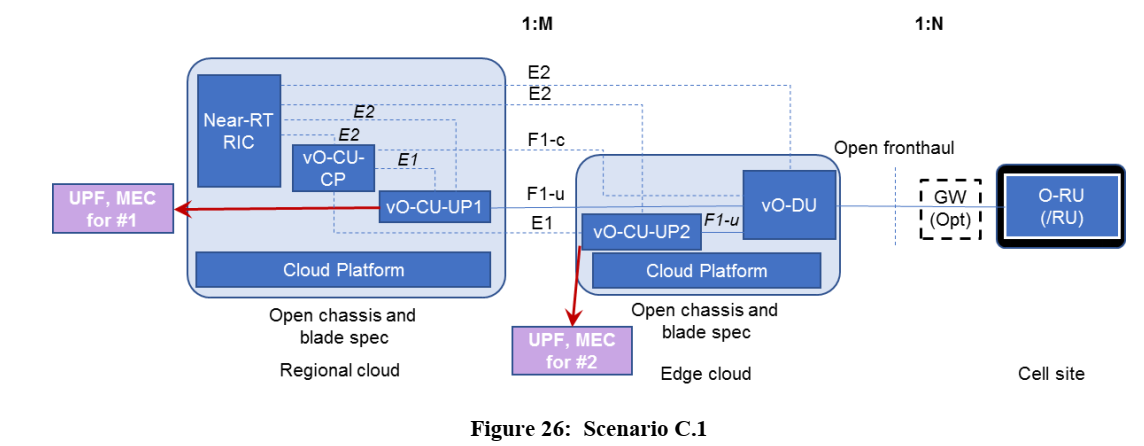 1:M
1:N
E2
E2
Near-RT
RIC
E2
E2
vO-CU-
CP
E1
F1-c
Open fronthaul
UPF, MEC
for #1
vO-CU-UP1
F1-u
E1
vO-CU-UP2
F1-u
vO-DU
GW
(Opt)
O-RU
(/RU)
Cloud Platform
Cloud Platform
Open chassis and
blade spec
Regional cloud
Open chassis and
blade spec
UPF, MEC
for #2
Edge cloud
Cell site
Figure 26: Scenario C.1